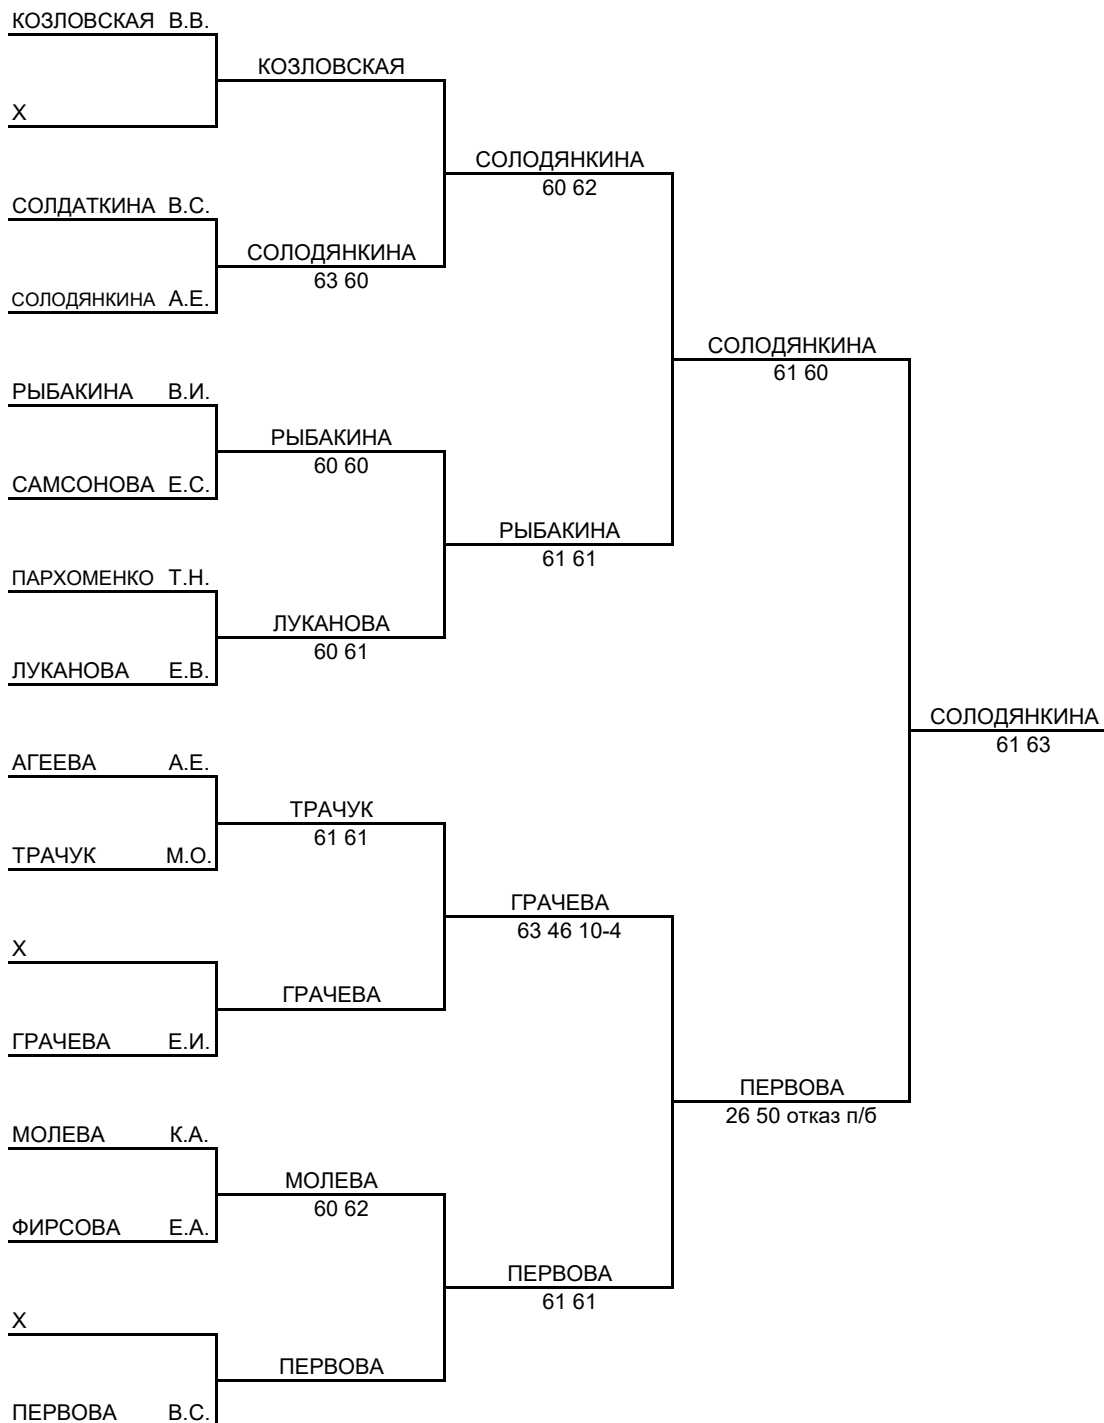 КОЗЛОВСКАЯ В.В.
КОЗЛОВСКАЯ
Х
СОЛОДЯНКИНА
60 62
СОЛДАТКИНА В.С.
СОЛОДЯНКИНА
63 60
СОЛОДЯНКИНА А.Е.
СОЛОДЯНКИНА
61 60
РЫБАКИНА В.И.
РЫБАКИНА
60 60
САМСОНОВА Е.С.
РЫБАКИНА
61 61
ПАРХОМЕНКО Т.Н.
ЛУКАНОВА
60 61
ЛУКАНОВА Е.В.
СОЛОДЯНКИНА
61 63
АГЕЕВА А.Е.
ТРАЧУК
61 61
ТРАЧУК М.О.
ГРАЧЕВА
63 46 10-4
Х
ГРАЧЕВА
ГРАЧЕВА Е.И.
ПЕРВОВА
26 50 отказ п/б
МОЛЕВА К.А.
МОЛЕВА
60 62
ФИРСОВА Е.А.
ПЕРВОВА
61 61
Х
ПЕРВОВА
ПЕРВОВА В.С.